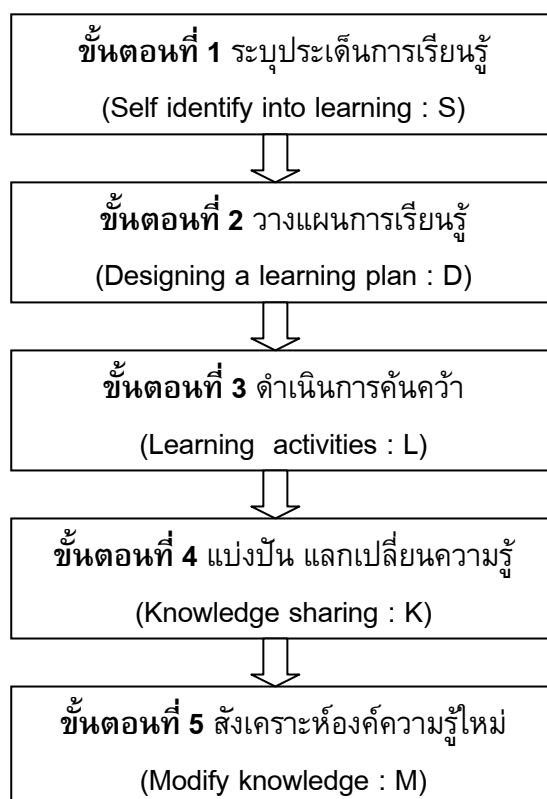 ขั้นตอนที่ 1 ระบุประเด็นการเรียนรู้
(Self identify into learning : S)
ขั้นตอนที่ 2 วางแผนการเรียนรู้
(Designing a learning plan : D)
ขั้นตอนที่ 3 ดำเนินการค้นคว้า
(Learning activities : L)
ขั้นตอนที่ 4 แบ่งปัน แลกเปลี่ยนความรู้
(Knowledge sharing : K)
ขั้นตอนที่ 5 สังเคราะห์องค์ความรู้ใหม่
(Modify knowledge : M)